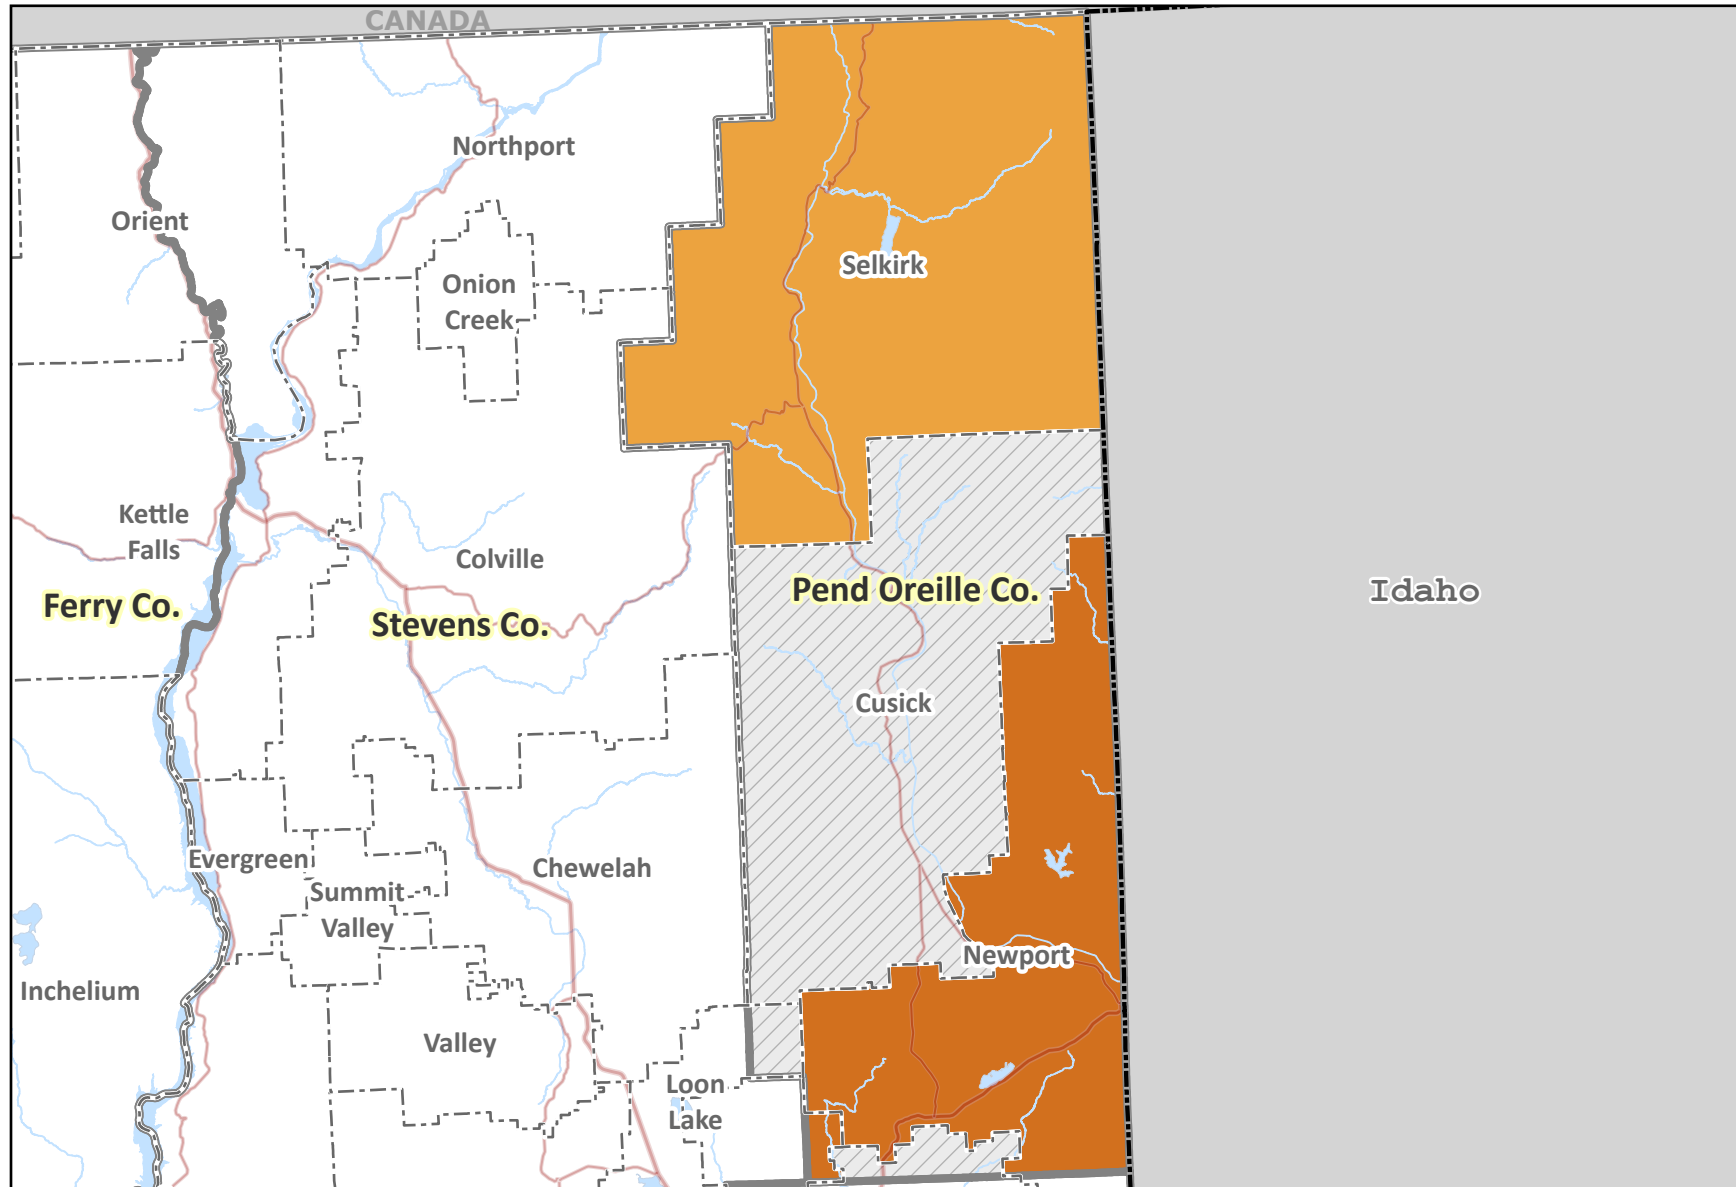 CANADA
Northport
Orient
Selkirk
Onion
Creek
Kettle
Falls
Colville
Ferry Co.
Stevens Co.
Pend Oreille Co.
Idaho
Cusick
Evergreen
Chewelah
Summit
Valley
Newport
Inchelium
Valley
Loon
Lake